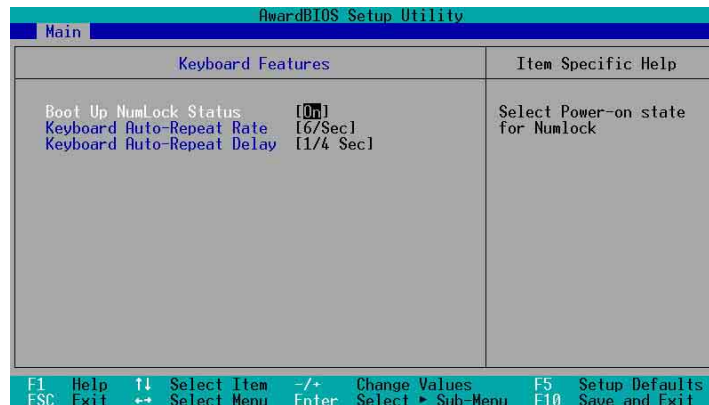 AwardBIOS Setup Utility
Main
Keyboard Features
Item Specific Help
Boot Up NumLock Status [On]
Keyboard Auto-Repeat Rate [6/Sec]
Keyboard Auto-Repeat Delay [1/4 Sec]
Select Power-on state
for Numlock
F1 Help ↑↓ Select Item -/+ Change Values F5 Setup Defaults
ESC Exit ←→ Select Menu Enter Select ► Sub-Menu F10 Save and Exit